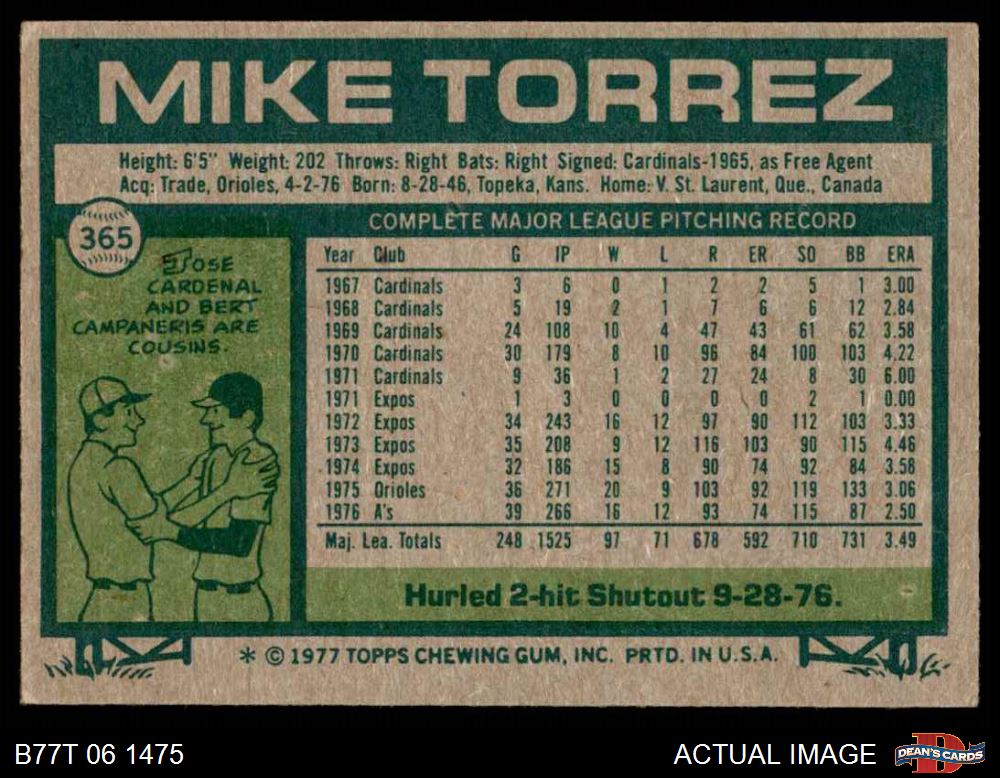 MIKE TORREZ
Height: 6'5" Weight: 202 Throws: Right Bats: Right Signed: Cardinals-1965, as Free Agent
Acq: Trade, Orioles, 4-2-76 Born: 8-28-46, Topeka, Kans. Home: V. St. Laurent, Que., Canada
365
JOSE
CARDENAL
AND BERT
CAMPANERIS ARE
COUSINS.
COMPLETE MAJOR LEAGUE PITCHING RECORD
Year Club G IP W L R ER SO BB ERA
1967 Cardinals 3 6 0 1 2 2 5 1 3.00
1968 Cardinals 5 19 2 1 7 6 6 12 2.84
1969 Cardinals 24 108 10 4 47 43 61 62 3.58
1970 Cardinals 30 179 8 10 96 84 100 103 4.22
1971 Cardinals 9 36 1 2 27 24 8 30 6.00
1971 Expos 1 3 0 0 0 0 2 1 0.00
1972 Expos 34 243 16 12 97 90 112 103 3.33
1973 Expos 35 208 9 12 116 103 90 115 4.46
1974 Expos 32 186 15 8 90 74 92 84 3.58
1975 Orioles 36 271 20 9 103 92 119 133 3.06
1976 A's 39 266 16 12 93 74 115 87 2.50
Maj. Lea. Totals 248 1525 97 71 678 592 710 731 3.49
Hurled 2-hit Shutout 9-28-76.
* © 1977 TOPPS CHEWING GUM, INC. PRTD. IN U.S.A.
B77T 06 1475
ACTUAL IMAGE
DEAN'S CARDS